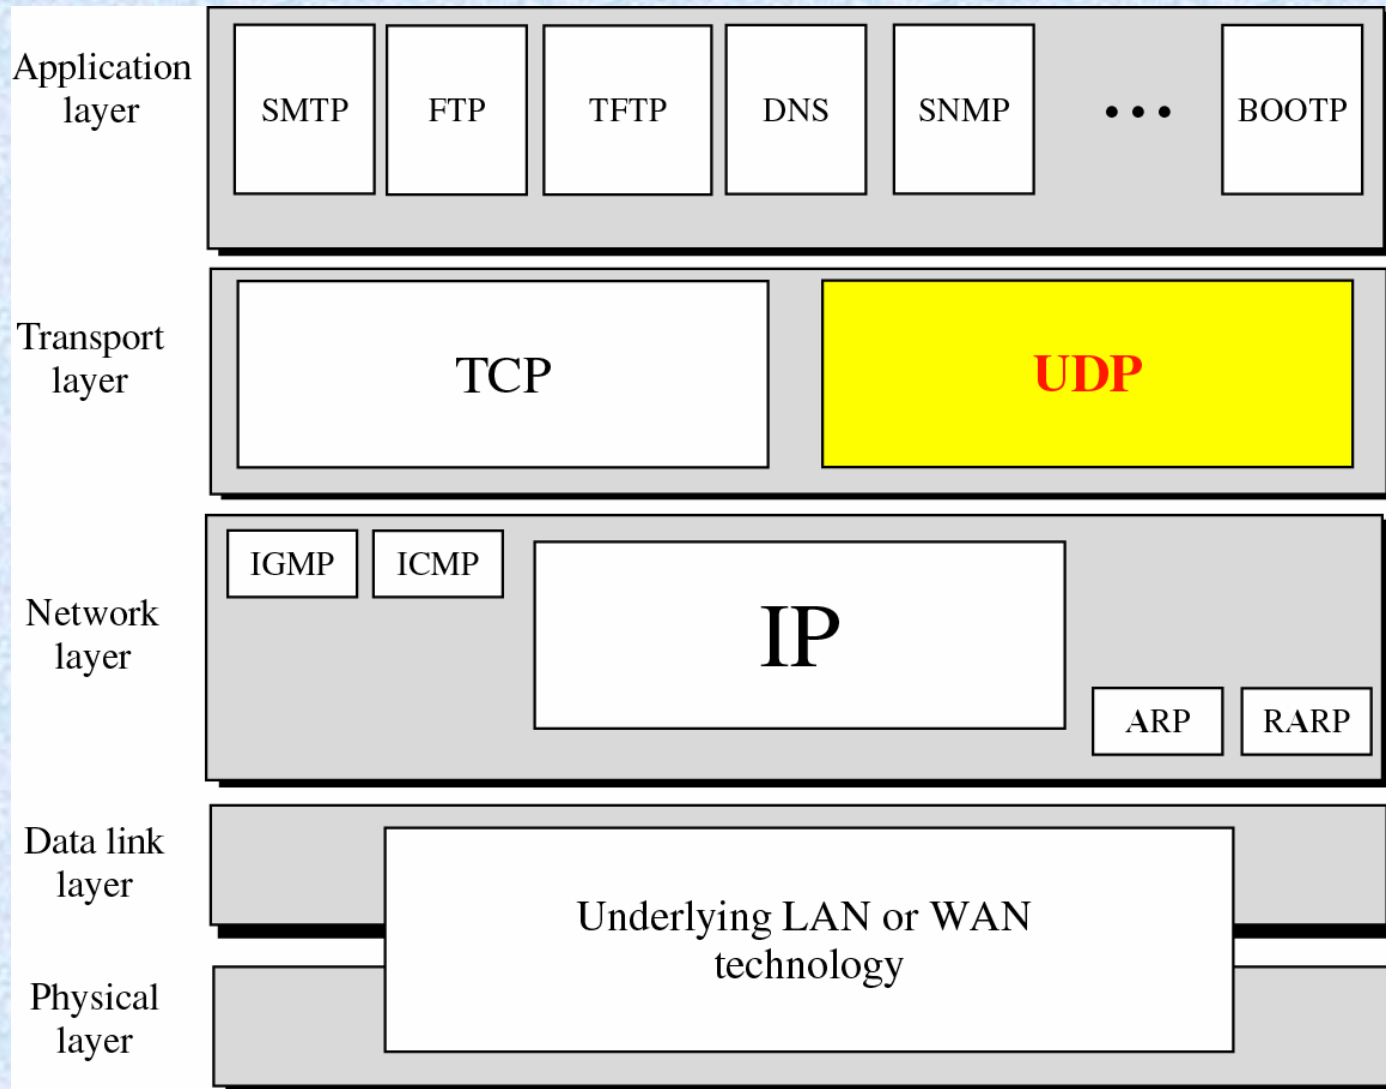 Application
layer
SMTP
FTP
TFTP
DNS
SNMP
• • •
BOOTP
Transport
layer
TCP
UDP
Network
layer
IGMP
ICMP
IP
ARP
RARP
Data link
layer
Underlying LAN or WAN
technology
Physical
layer